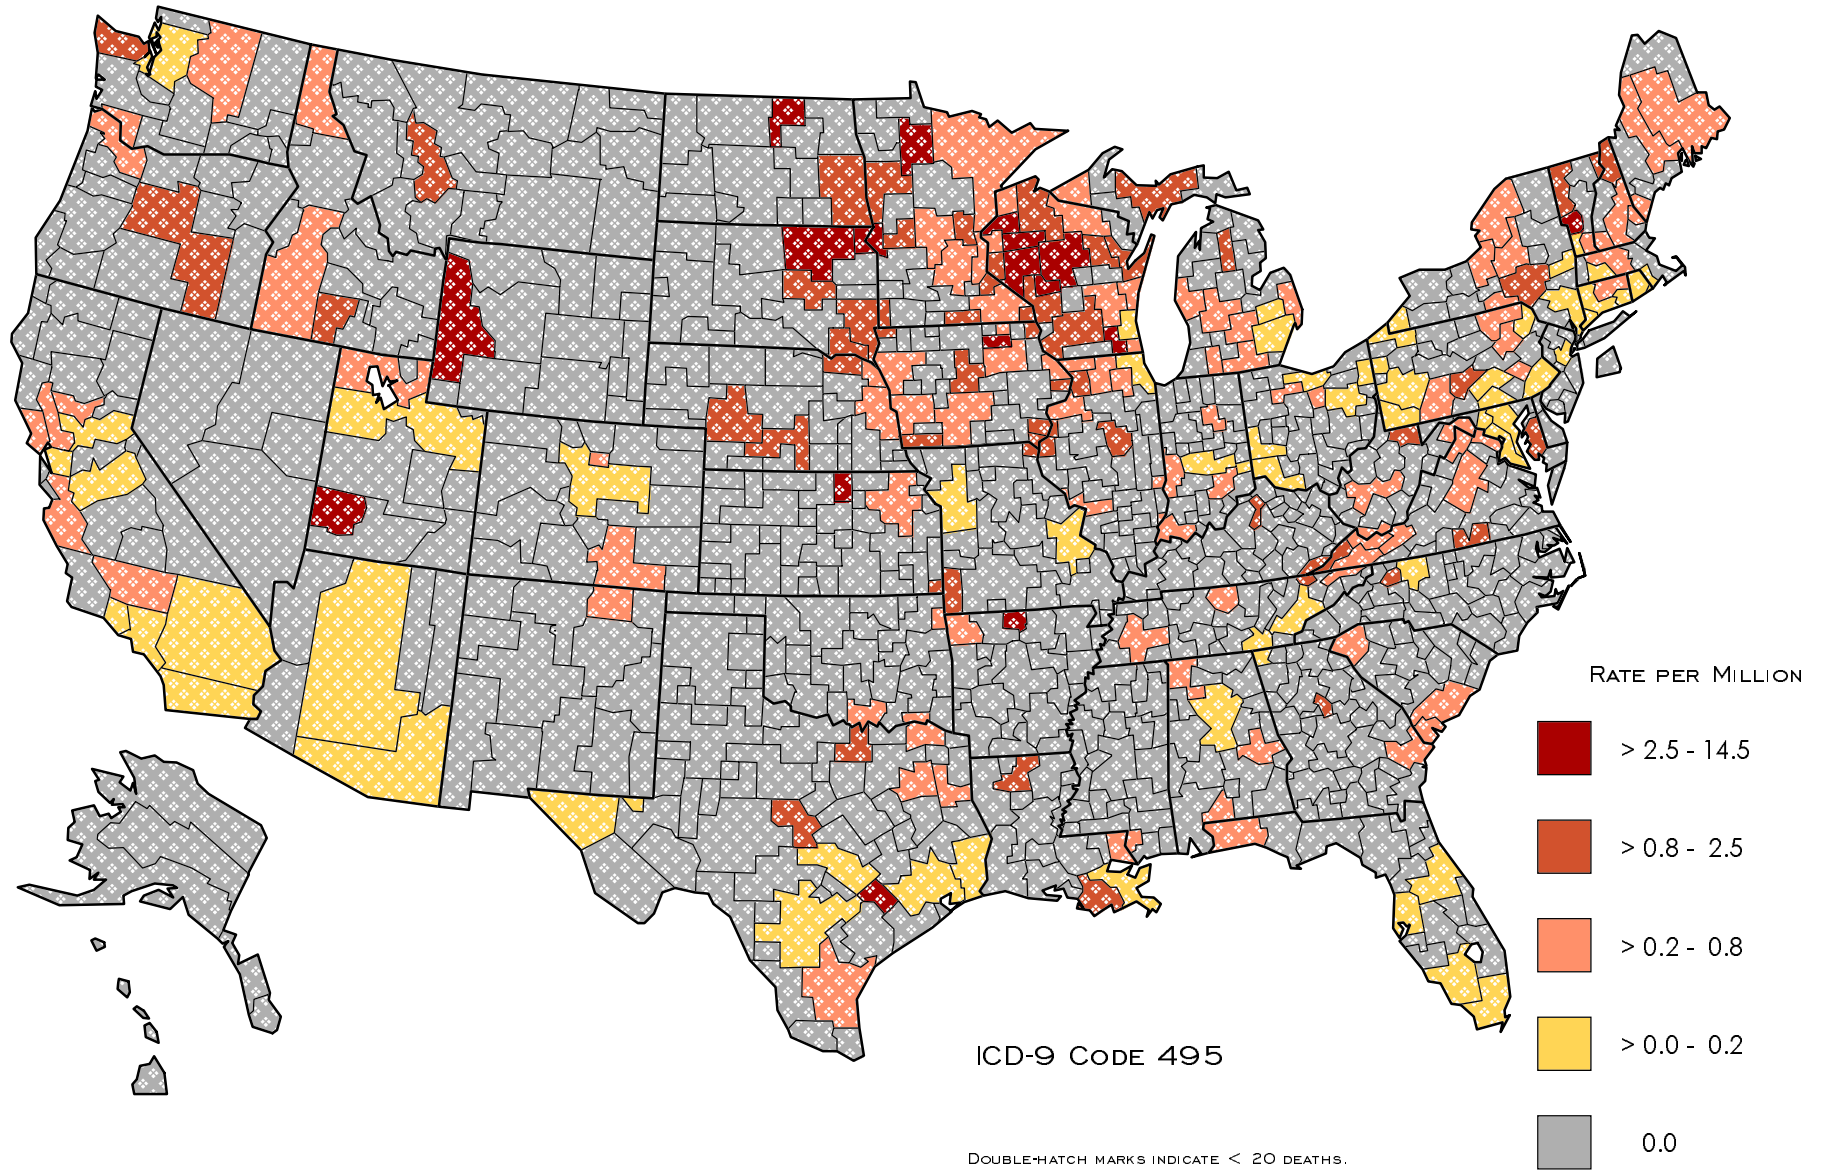 RATE PER MILLION
> 2.5 - 14.5
> 0.8 - 2.5
> 0.2 - 0.8
> 0.0 - 0.2
0.0
ICD-9 CODE 495
DOUBLE-HATCH MARKS INDICATE < 20 DEATHS.